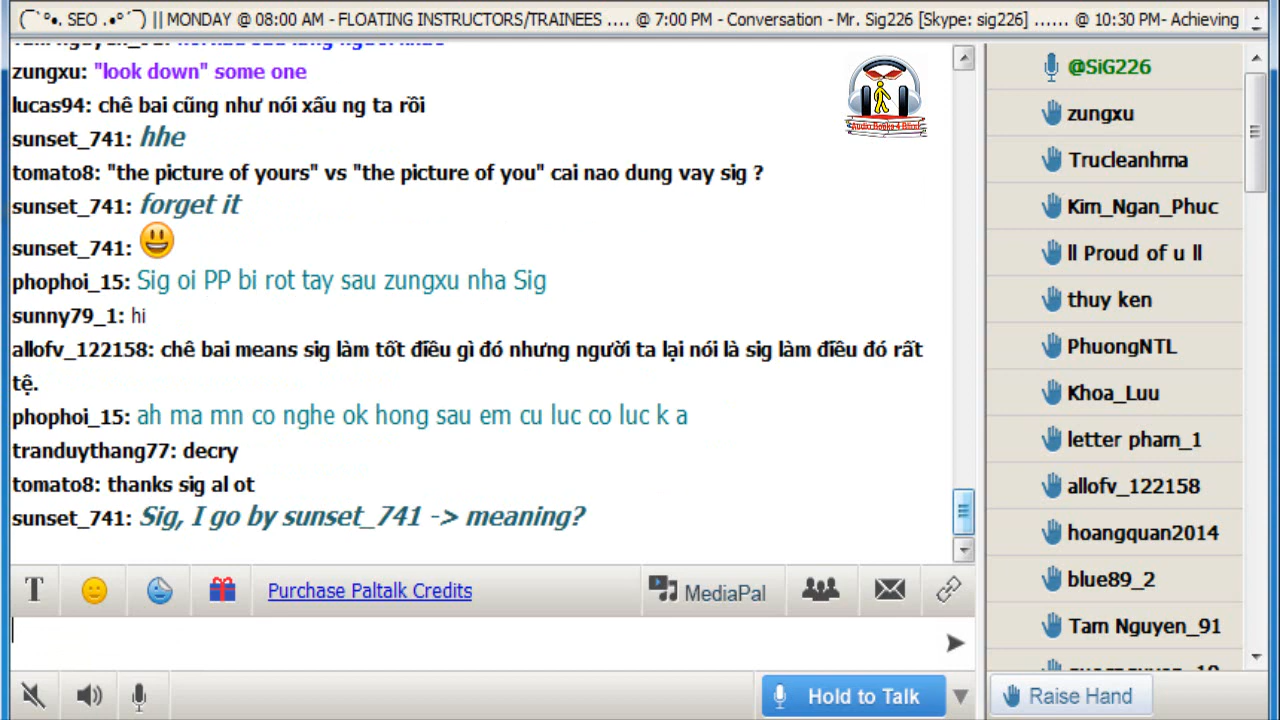 (¯`°•. SEO .•°´¯) || MONDAY @ 08:00 AM - FLOATING INSTRUCTORS/TRAINEES .... @ 7:00 PM - Conversation - Mr. Sig226 [Skype: sig226] ...... @ 10:30 PM- Achieving
zungxu: "look down" some one
lucas94: chê bai cũng như nói xấu ng ta rồi
sunset_741: hhe
tomato8: "the picture of yours" vs "the picture of you" cai nao dung vay sig ?
sunset_741: forget it
sunset_741: 😃
phophoi_15: Sig oi PP bi rot tay sau zungxu nha Sig
sunny79_1: hi
allofv_122158: chê bai means sig làm tốt điều gì đó nhưng người ta lại nói là sig làm điều đó rất
tệ.
phophoi_15: ah ma mn co nghe ok hong sau em cu luc co luc k a
tranduythang77: decry
tomato8: thanks sig al ot
sunset_741: Sig, I go by sunset_741 -> meaning?
Audio Books 4 Blind
T
Purchase Paltalk Credits
MediaPal
Hold to Talk
@SiG226
zungxu
Trucleanhma
Kim_Ngan_Phuc
ll Proud of u ll
thuy ken
PhuongNTL
Khoa_Luu
letter pham_1
allofv_122158
hoangquan2014
blue89_2
Tam Nguyen_91
Raise Hand